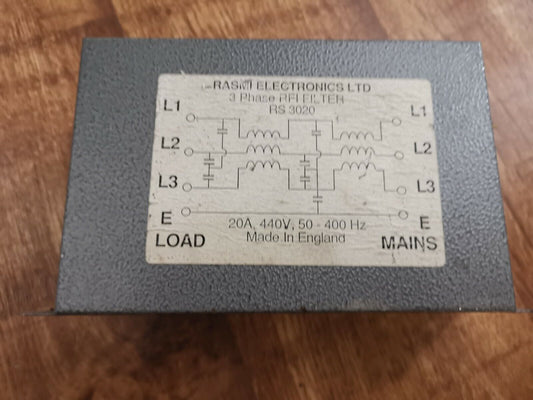 RASMI ELECTRONICS LTD
3 Phase RFI FILTER
RS 3020
L1 L1
L2 L2
L3 L3
E E
20A, 440V, 50 - 400 Hz
LOAD Made In England MAINS